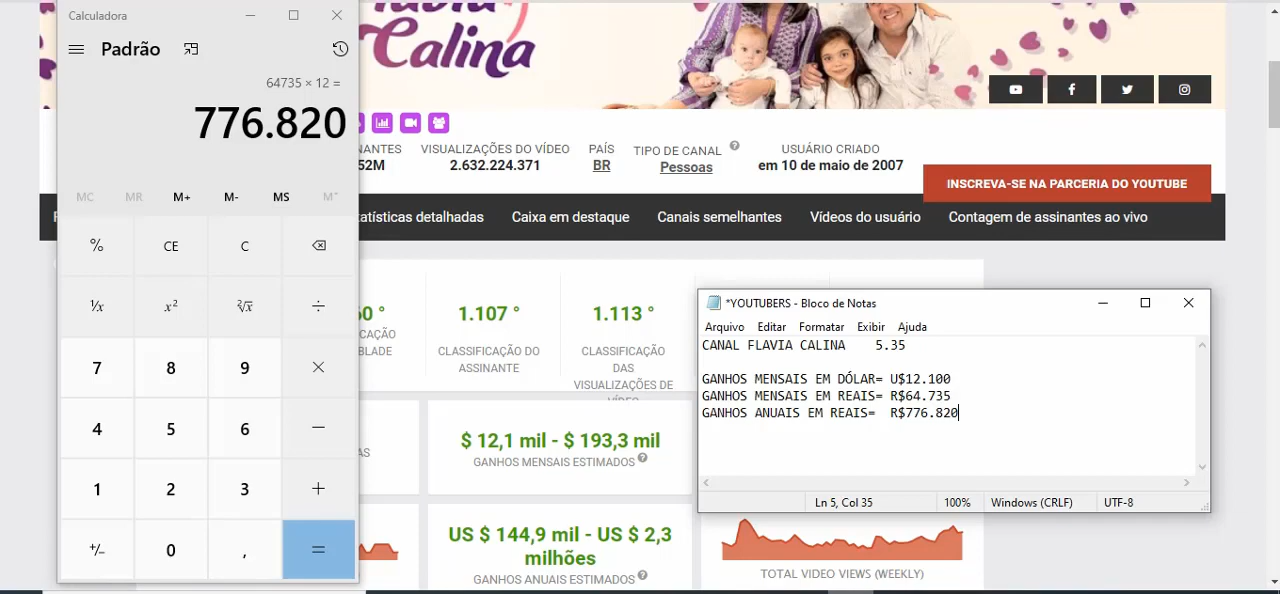 Calculadora
Padrão
64735 × 12 =
776.820
MC MR M+ M- MS M˅
% CE C
¹/x x² ²√x ÷
7 8 9 ×
4 5 6 −
1 2 3 +
+/− 0 , =
Calina
VISUALIZAÇÕES DO VÍDEO
2.632.224.371
PAÍS
BR
TIPO DE CANAL ?
Pessoas
USUÁRIO CRIADO
em 10 de maio de 2007
INSCREVA-SE NA PARCERIA DO YOUTUBE
atísticas detalhadas Caixa em destaque Canais semelhantes Vídeos do usuário Contagem de assinantes ao vivo
1.107 °
CLASSIFICAÇÃO DO
ASSINANTE
1.113 °
CLASSIFICAÇÃO
DAS
VISUALIZAÇÕES DE
VÍDEO
$ 12,1 mil - $ 193,3 mil
GANHOS MENSAIS ESTIMADOS ?
US $ 144,9 mil - US $ 2,3
milhões
GANHOS ANUAIS ESTIMADOS ?
*YOUTUBERS - Bloco de Notas
Arquivo Editar Formatar Exibir Ajuda
CANAL FLAVIA CALINA 5.35
GANHOS MENSAIS EM DÓLAR= U$12.100
GANHOS MENSAIS EM REAIS= R$64.735
GANHOS ANUAIS EM REAIS= R$776.820
Ln 5, Col 35 100% Windows (CRLF) UTF-8
TOTAL VIDEO VIEWS (WEEKLY)